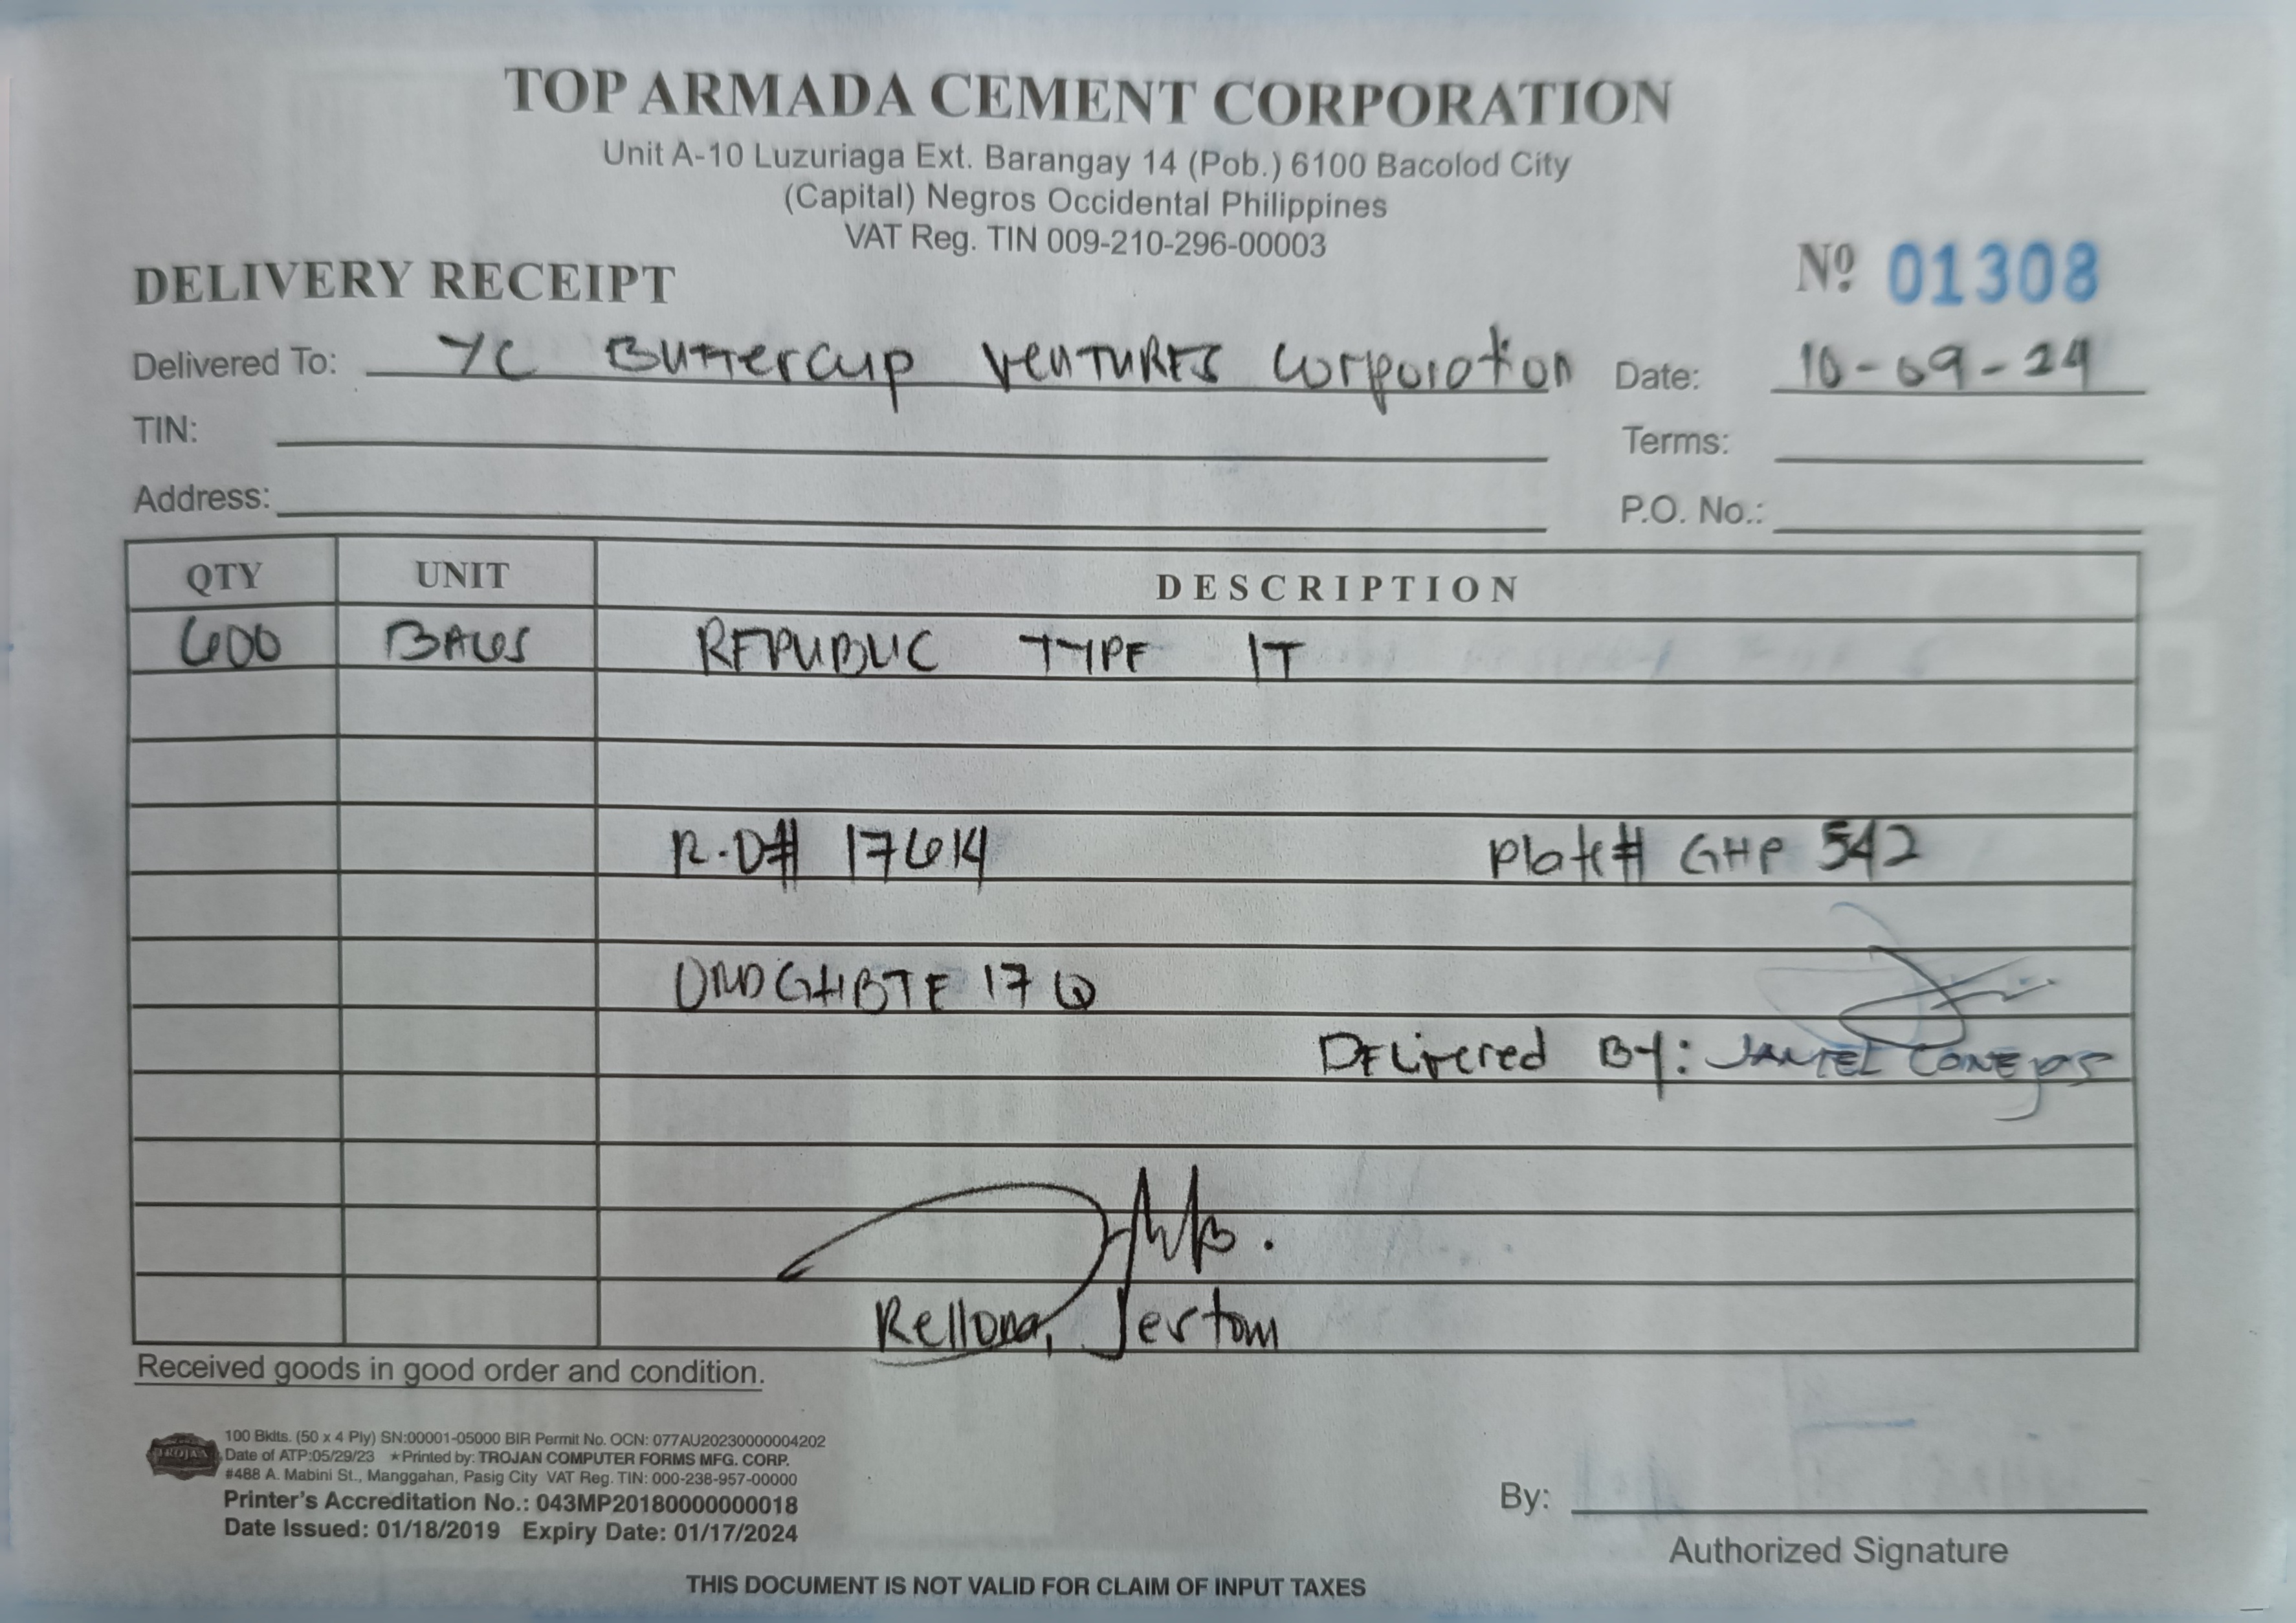 TOP ARMADA CEMENT CORPORATION
Unit A-10 Luzuriaga Ext. Barangay 14 (Pob.) 6100 Bacolod City
(Capital) Negros Occidental Philippines
VAT Reg. TIN 009-210-296-00003
DELIVERY RECEIPT Nº 01308
Delivered To: YC Buttercup Ventures Corporation Date: 10-09-24
TIN: Terms:
Address: P.O. No.:
QTY UNIT DESCRIPTION
600 BAGS REPUBLIC TYPE 1T
R.O# 17614 Plate# GHP 542
Delivered By:
Rellona, Jestom
Received goods in good order and condition.
100 Bklts. (50 x 4 Ply) SN:00001-05000 BIR Permit No. OCN: 077AU20230000004202
TROJAN Date of ATP:05/29/23 ★Printed by: TROJAN COMPUTER FORMS MFG. CORP.
#488 A. Mabini St., Manggahan, Pasig City VAT Reg. TIN: 000-238-957-00000
Printer's Accreditation No.: 043MP20180000000018
Date Issued: 01/18/2019 Expiry Date: 01/17/2024
By:
Authorized Signature
THIS DOCUMENT IS NOT VALID FOR CLAIM OF INPUT TAXES